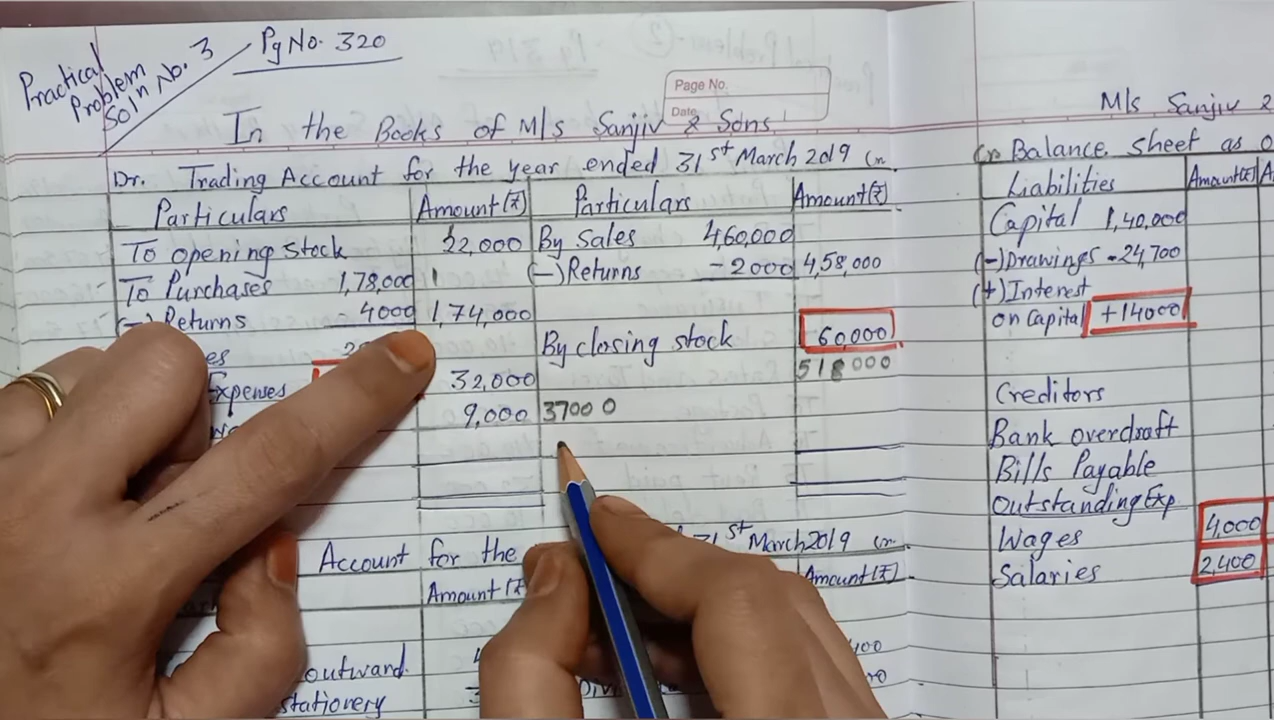 Practical Problem Soln No. 3
Pg No. 320
Page No.
Date
In the Books of M/s Sanjiv & Sons
Dr. Trading Account for the year ended 31st March 2019 Cr.
Particulars Amount (₹) Particulars Amount (₹)
To opening stock 22,000 By Sales 460,000
To Purchases 1,78,000 (-) Returns - 2000 4,58,000
Returns - 4000 1,74,000
By closing stock 60,000
es
Expenses 32,000 518000
9,000 37000
Account for the 31st March 2019 Cr.
Amount (₹) Amount (₹)
outward
stationery
M/s Sanjiv &
Cr. Balance sheet as
Liabilities Amount (₹)
Capital 1,40,000
(-) Drawings - 24,700
(+) Interest
on Capital + 14000
Creditors
Bank overdraft
Bills Payable
Outstanding Exp.
Wages 4,000
Salaries 2,400